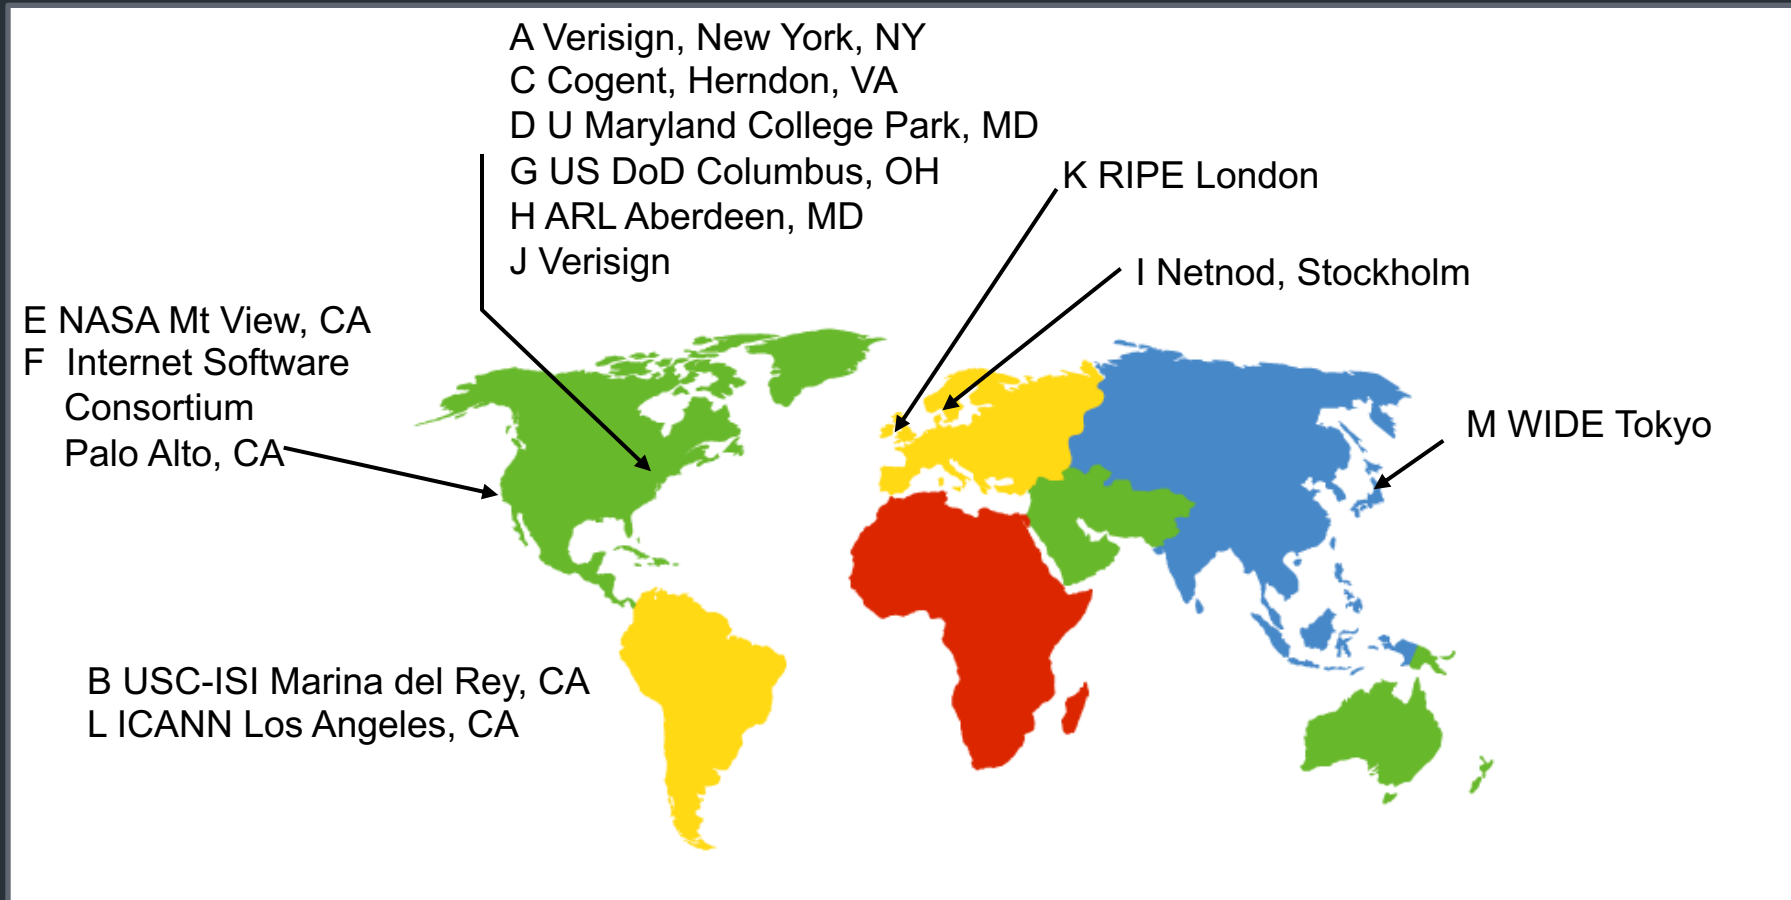 A Verisign, New York, NY
C Cogent, Herndon, VA
D U Maryland College Park, MD
G US DoD Columbus, OH
H ARL Aberdeen, MD
J Verisign
K RIPE London
I Netnod, Stockholm
E NASA Mt View, CA
F Internet Software
Consortium
Palo Alto, CA
M WIDE Tokyo
B USC-ISI Marina del Rey, CA
L ICANN Los Angeles, CA